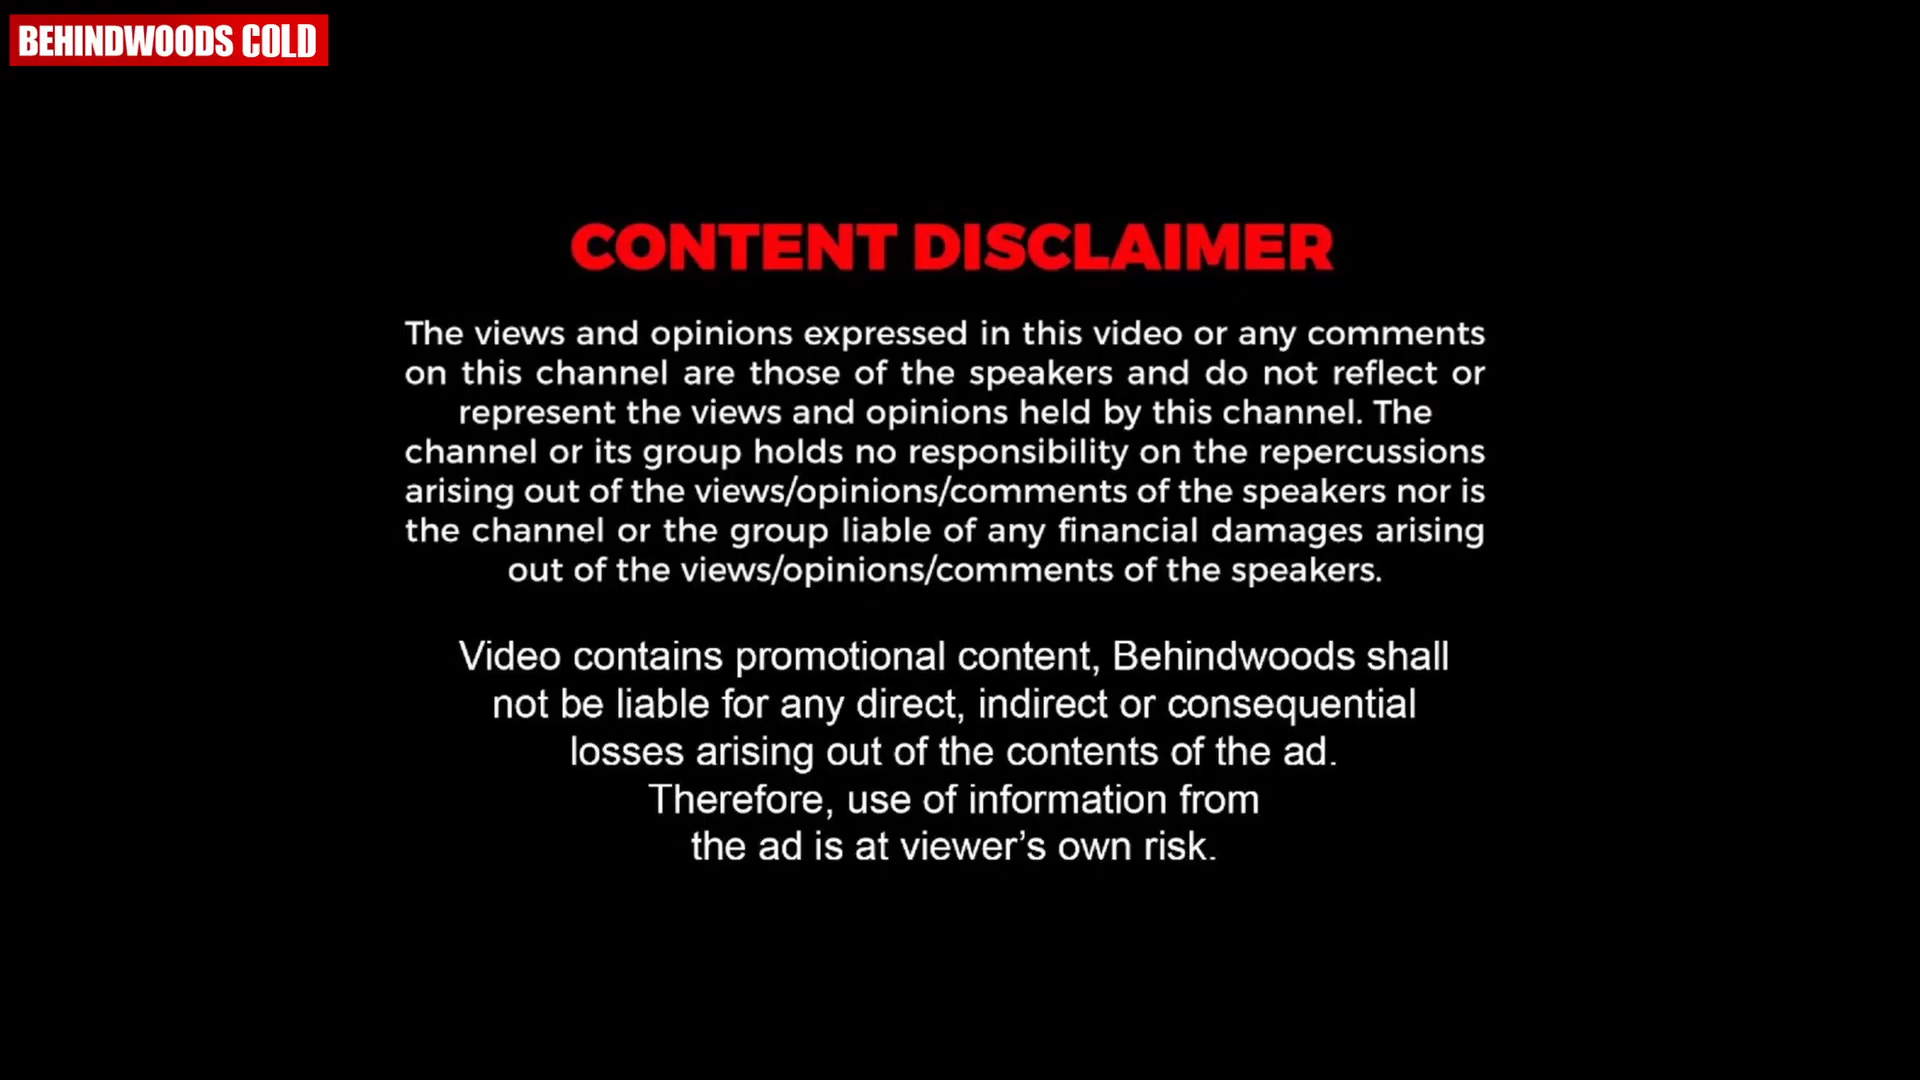 BEHINDWOODS COLD
CONTENT DISCLAIMER
The views and opinions expressed in this video or any comments
on this channel are those of the speakers and do not reflect or
represent the views and opinions held by this channel. The
channel or its group holds no responsibility on the repercussions
arising out of the views/opinions/comments of the speakers nor is
the channel or the group liable of any financial damages arising
out of the views/opinions/comments of the speakers.
Video contains promotional content, Behindwoods shall
not be liable for any direct, indirect or consequential
losses arising out of the contents of the ad.
Therefore, use of information from
the ad is at viewer’s own risk.